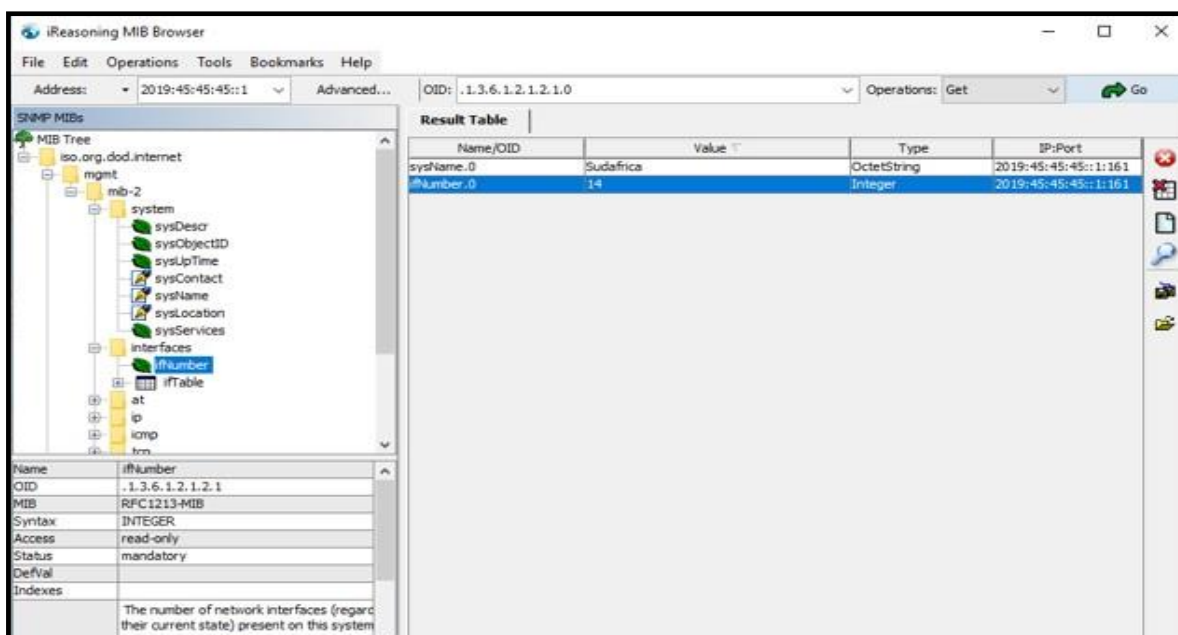 iReasoning MIB Browser
File Edit Operations Tools Bookmarks Help
Address: 2019:45:45:45::1 Advanced... OID: .1.3.6.1.2.1.2.1.0 Operations: Get Go
SNMP MIBs
MIB Tree
iso.org.dod.internet
mgmt
mib-2
system
sysDescr
sysObjectID
sysUpTime
sysContact
sysName
sysLocation
sysServices
interfaces
ifNumber
ifTable
at
ip
icmp
tcp
Name ifNumber
OID .1.3.6.1.2.1.2.1
MIB RFC1213-MIB
Syntax INTEGER
Access read-only
Status mandatory
DefVal
Indexes
The number of network interfaces (regard
their current state) present on this system
Result Table
Name/OID Value Type IP:Port
sysName.0 Sudafrica OctetString 2019:45:45:45::1:161
ifNumber.0 14 Integer 2019:45:45:45::1:161